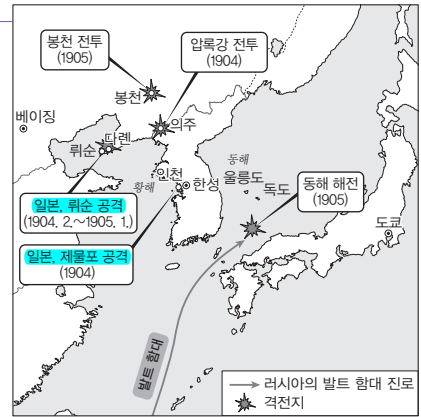 봉천 전투
(1905)
압록강 전투
(1904)
봉천
베이징
의주
다롄
뤼순
동해
울릉도
독도
황해
인천
한성
동해 해전
(1905)
일본, 뤼순 공격
(1904. 2.~1905. 1.)
도쿄
일본, 제물포 공격
(1904)
발트 함대
러시아의 발트 함대 진로
격전지